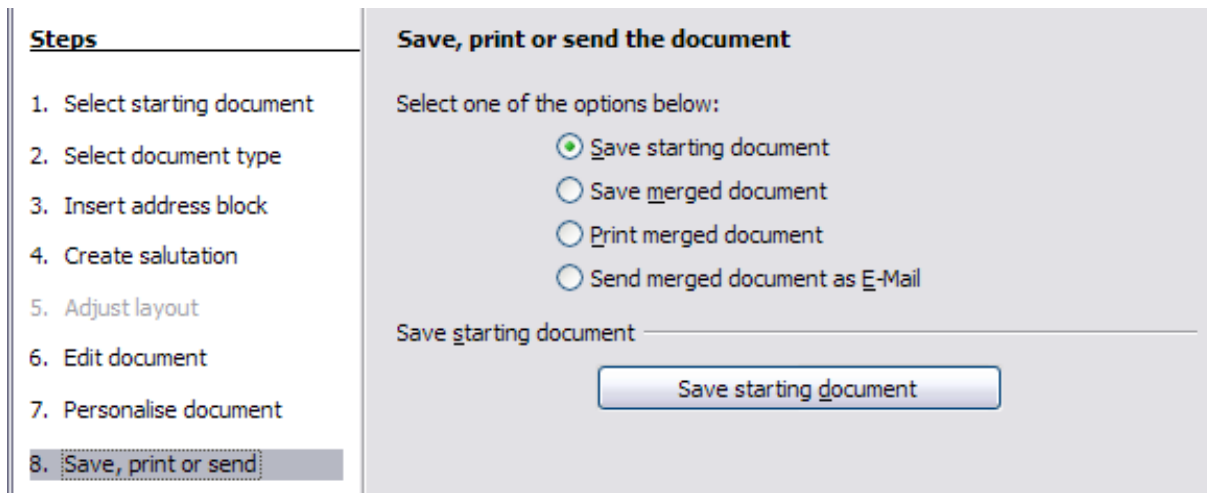 Steps
1. Select starting document
2. Select document type
3. Insert address block
4. Create salutation
5. Adjust layout
6. Edit document
7. Personalise document
8. Save, print or send
Save, print or send the document
Select one of the options below:
Save starting document
Save merged document
Print merged document
Send merged document as E-Mail
Save starting document
Save starting document